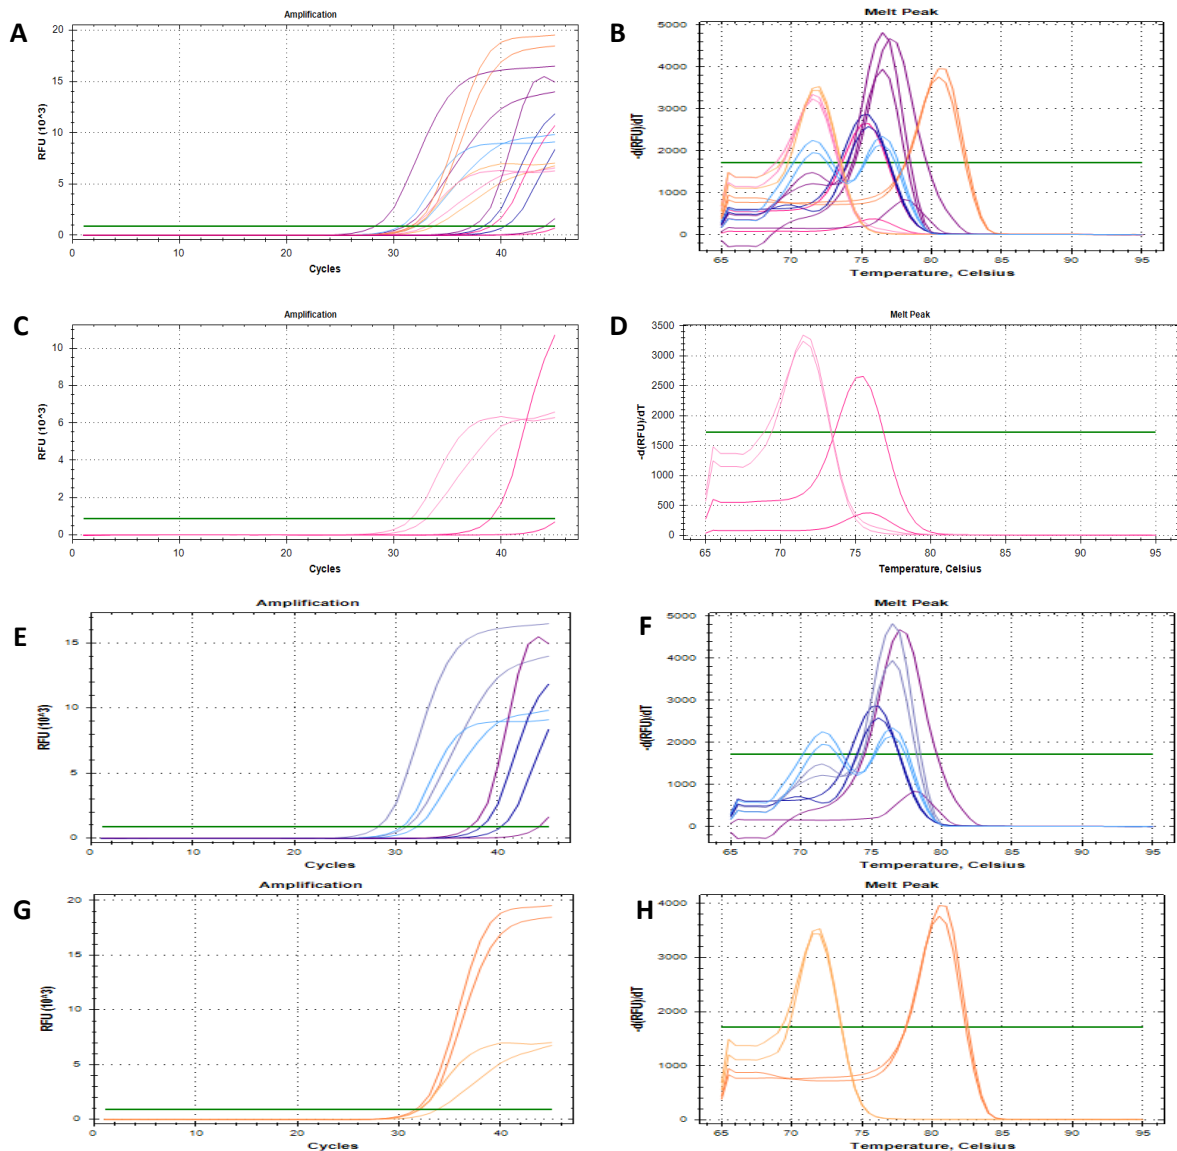 A
Amplification
RFU (10^3)
20
15
10
5
0
0 10 20 30 40
Cycles
B
Melt Peak
-d(RFU)/dT
5000
4000
3000
2000
1000
0
65 70 75 80 85 90 95
Temperature, Celsius
C
Amplification
RFU (10^3)
10
8
6
4
2
0
0 10 20 30 40
Cycles
D
Melt Peak
-d(RFU)/dT
3500
3000
2500
2000
1500
1000
500
0
65 70 75 80 85 90 95
Temperature, Celsius
E
Amplification
RFU (10^3)
15
10
5
0
0 10 20 30 40
Cycles
F
Melt Peak
-d(RFU)/dT
5000
4000
3000
2000
1000
0
65 70 75 80 85 90 95
Temperature, Celsius
G
Amplification
RFU (10^3)
20
15
10
5
0
0 10 20 30 40
Cycles
H
Melt Peak
-d(RFU)/dT
4000
3000
2000
1000
0
65 70 75 80 85 90 95
Temperature, Celsius